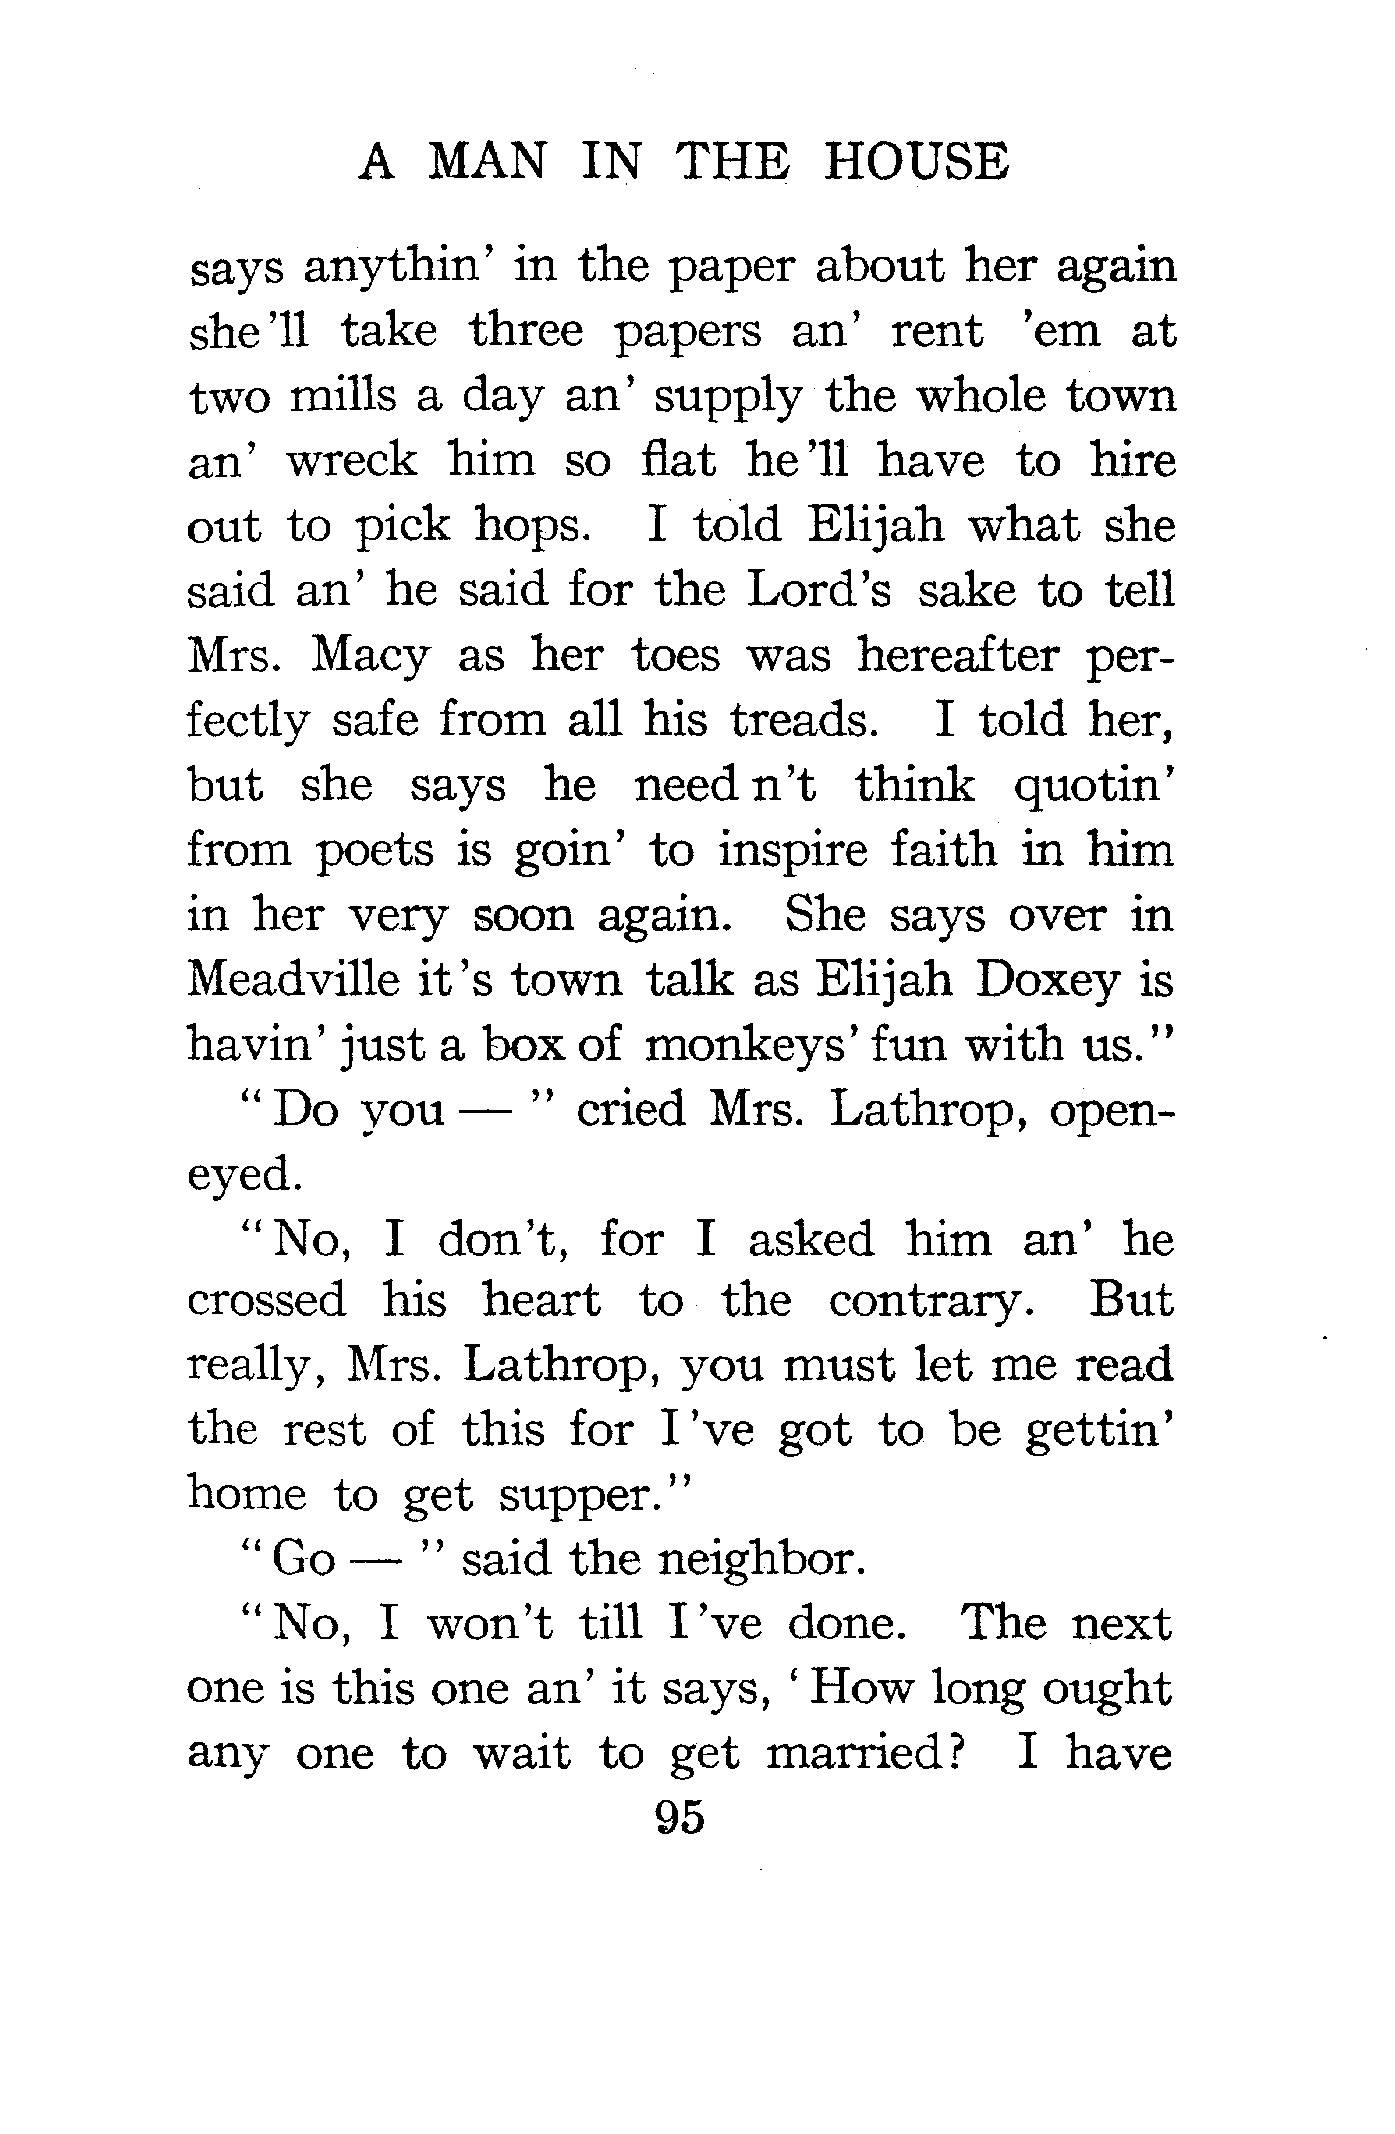 A MAN IN THE HOUSE
says anythin' in the paper about her again
she'll take three papers an' rent 'em at
two mills a day an' supply the whole town
an' wreck him so flat he'll have to hire
out to pick hops. I told Elijah what she
said an' he said for the Lord's sake to tell
Mrs. Macy as her toes was hereafter per-
fectly safe from all his treads. I told her,
but she says he need n't think quotin'
from poets is goin' to inspire faith in him
in her very soon again. She says over in
Meadville it's town talk as Elijah Doxey is
havin' just a box of monkeys' fun with us."
"Do you — " cried Mrs. Lathrop, open-
eyed.
"No, I don't, for I asked him an' he
crossed his heart to the contrary. But
really, Mrs. Lathrop, you must let me read
the rest of this for I've got to be gettin'
home to get supper."
"Go — " said the neighbor.
"No, I won't till I've done. The next
one is this one an' it says, 'How long ought
any one to wait to get married? I have
95